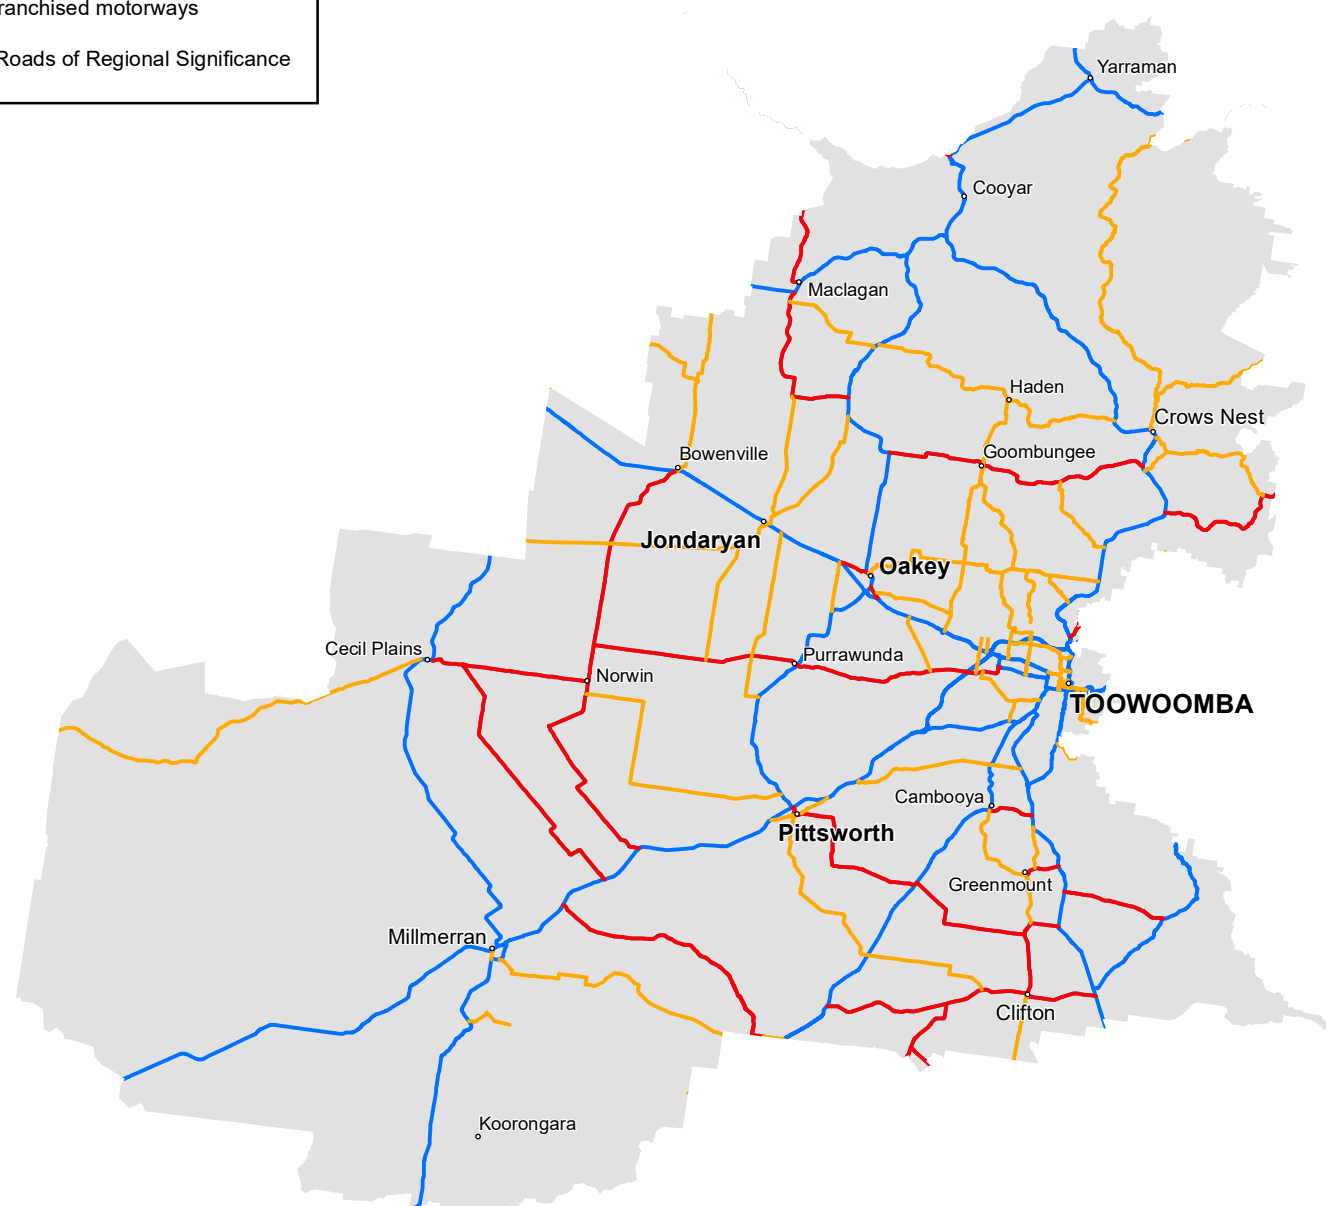 ranchised motorways
Roads of Regional Significance
Yarraman
Cooyar
Maclagan
Haden
Crows Nest
Bowenville
Goombungee
Jondaryan
Oakey
Cecil Plains
Purrawunda
Norwin
TOOWOOMBA
Cambooya
Pittsworth
Greenmount
Millmerran
Clifton
Koorongara